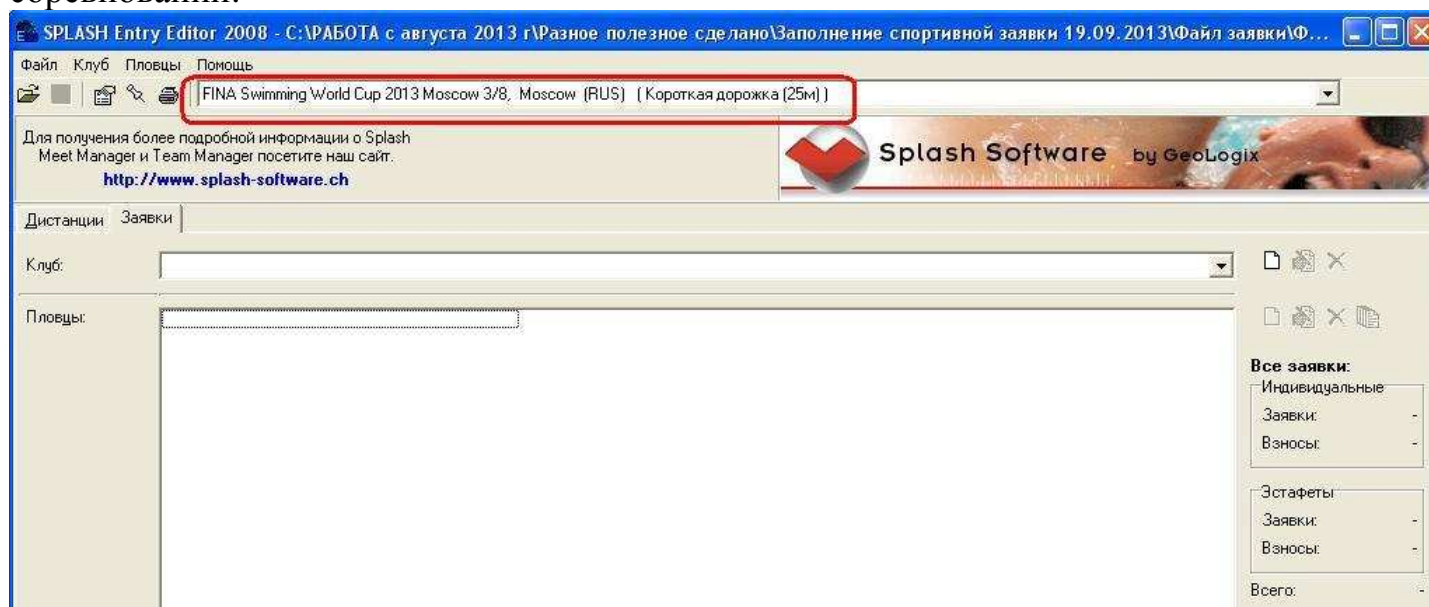 соревнований.
SPLASH Entry Editor 2008 - C:\РАБОТА с августа 2013 г\Разное полезное сделано\Заполнение спортивной заявки 19.09.2013\Файл заявки\Ф...
Файл Клуб Пловцы Помощь
FINA Swimming World Cup 2013 Moscow 3/8, Moscow (RUS) ( Короткая дорожка (25м) )
Для получения более подробной информации о Splash
Meet Manager и Team Manager посетите наш сайт.
http://www.splash-software.ch
Splash Software by GeoLogix
Дистанции Заявки
Клуб:
Пловцы:
Все заявки:
Индивидуальные
Заявки: -
Взносы: -
Эстафеты
Заявки: -
Взносы: -
Всего: -